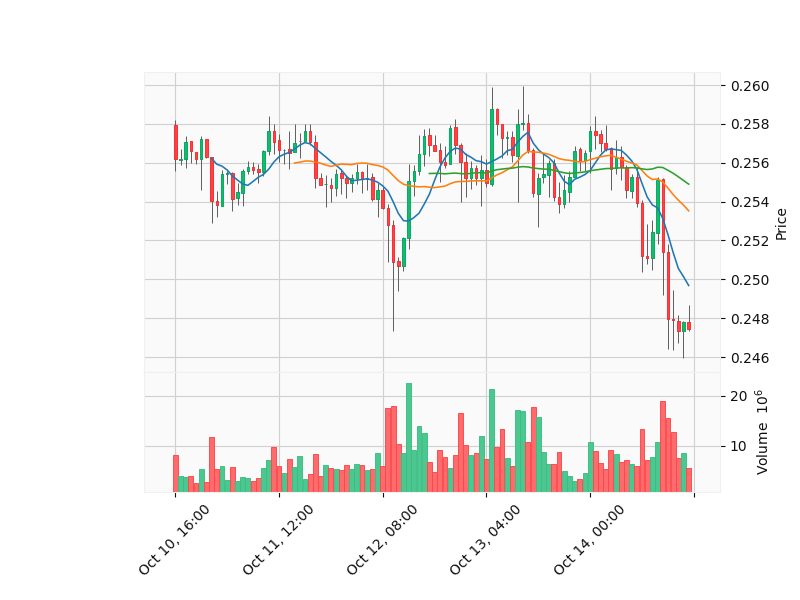 0.260
0.258
0.256
0.254
0.252
0.250
0.248
0.246
Price
20
10
Volume 10^6
Oct 10, 16:00
Oct 11, 12:00
Oct 12, 08:00
Oct 13, 04:00
Oct 14, 00:00